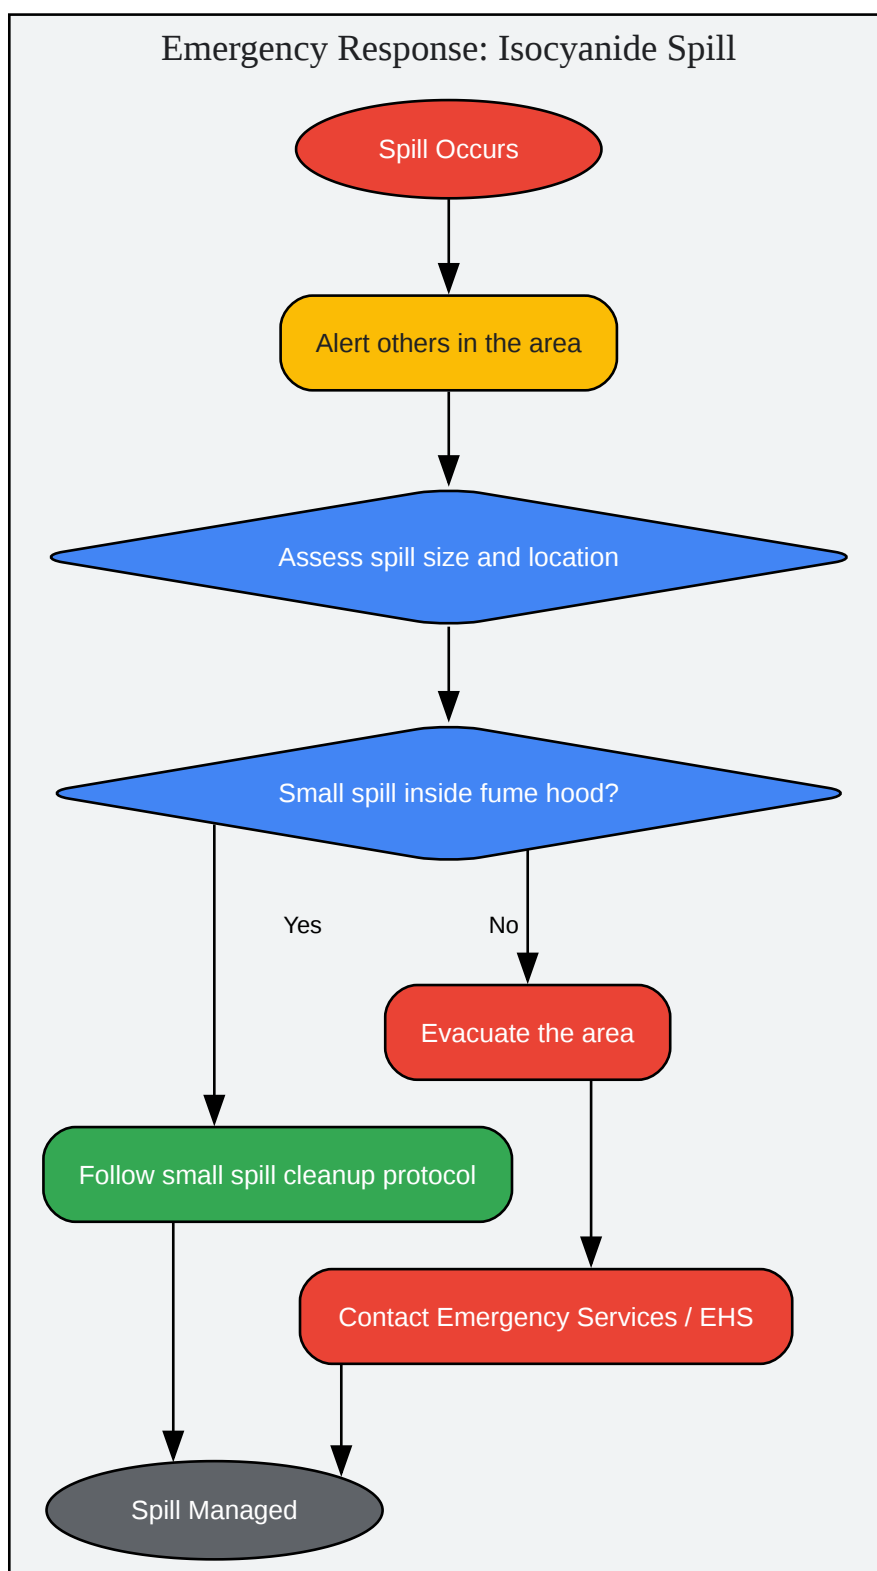 Emergency Response: Isocyanide Spill
Spill Occurs
Alert others in the area
Assess spill size and location
Small spill inside fume hood?
Yes
No
Evacuate the area
Follow small spill cleanup protocol
Contact Emergency Services / EHS
Spill Managed